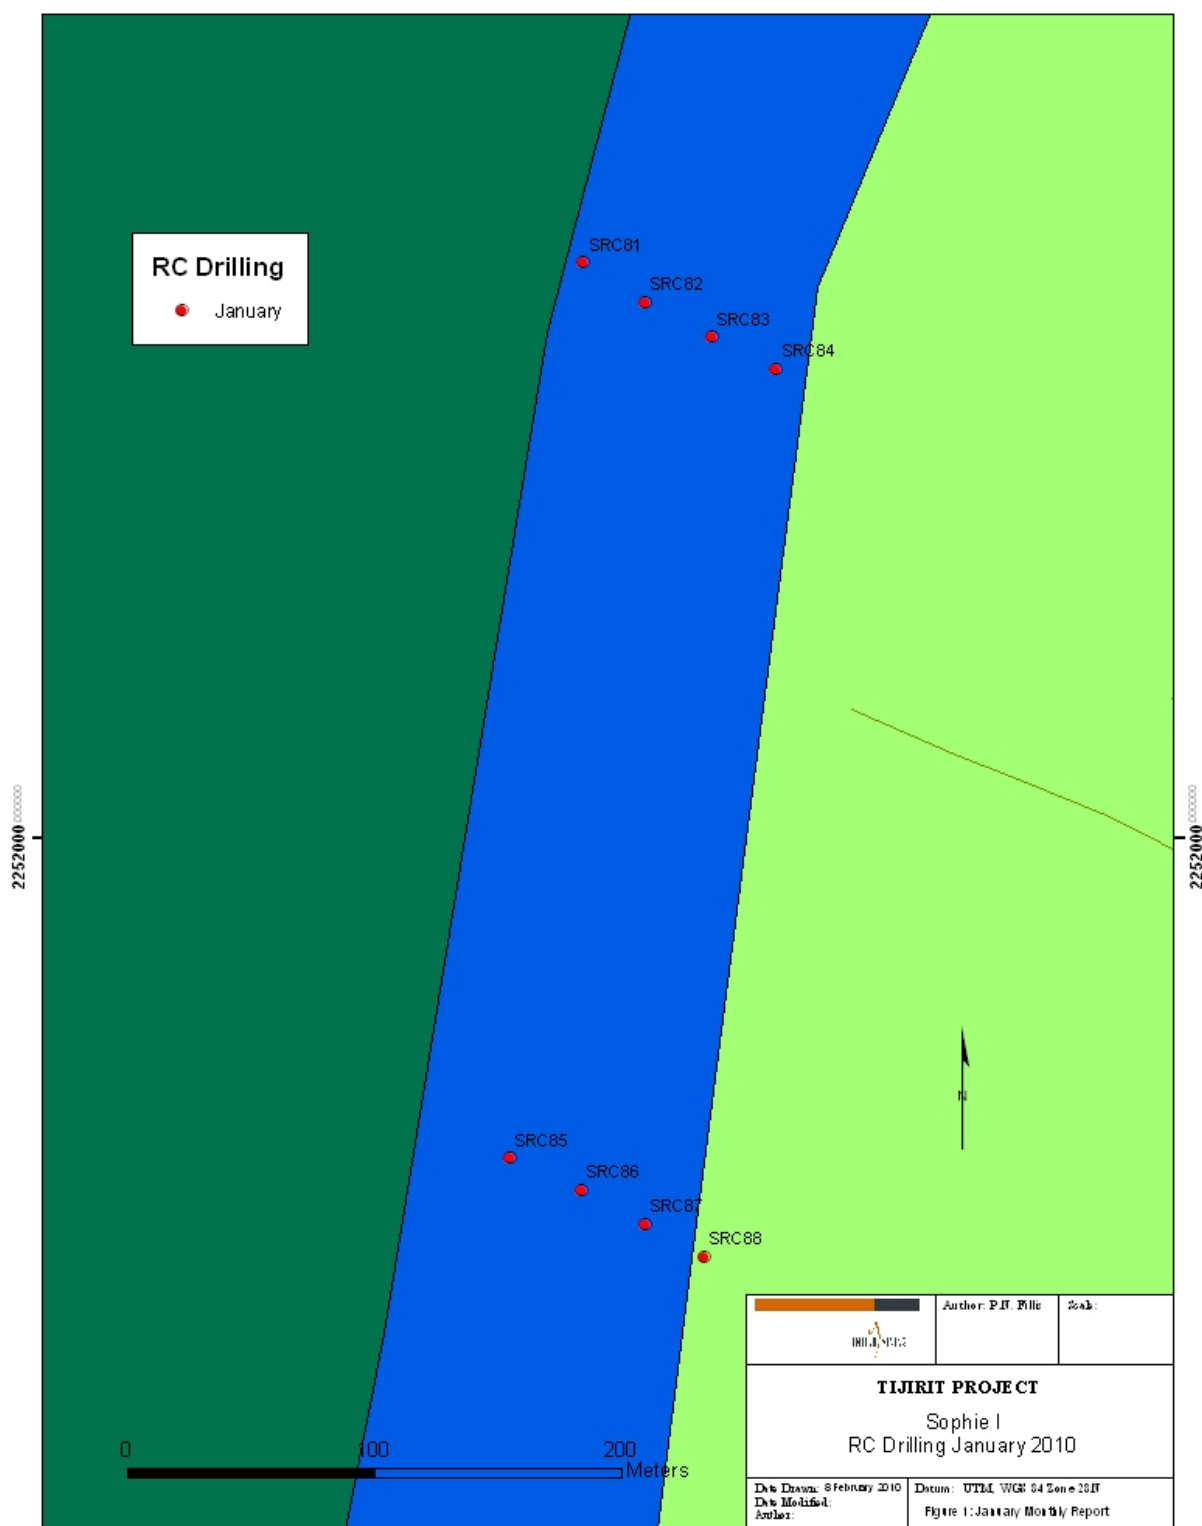 RC Drilling
January
SRC81
SRC82
SRC83
SRC84
2252000
2252000
N
SRC85
SRC86
SRC87
SRC88
0 100 200
Meters
Author: P.N. Fillis
Scale:
TIJIRIT PROJECT
Sophie I
RC Drilling January 2010
Date Drawn: 8 February 2010
Date Modified:
Author:
Datum: UTM, WGS 84 Zone 28N
Figure 1: January Monthly Report